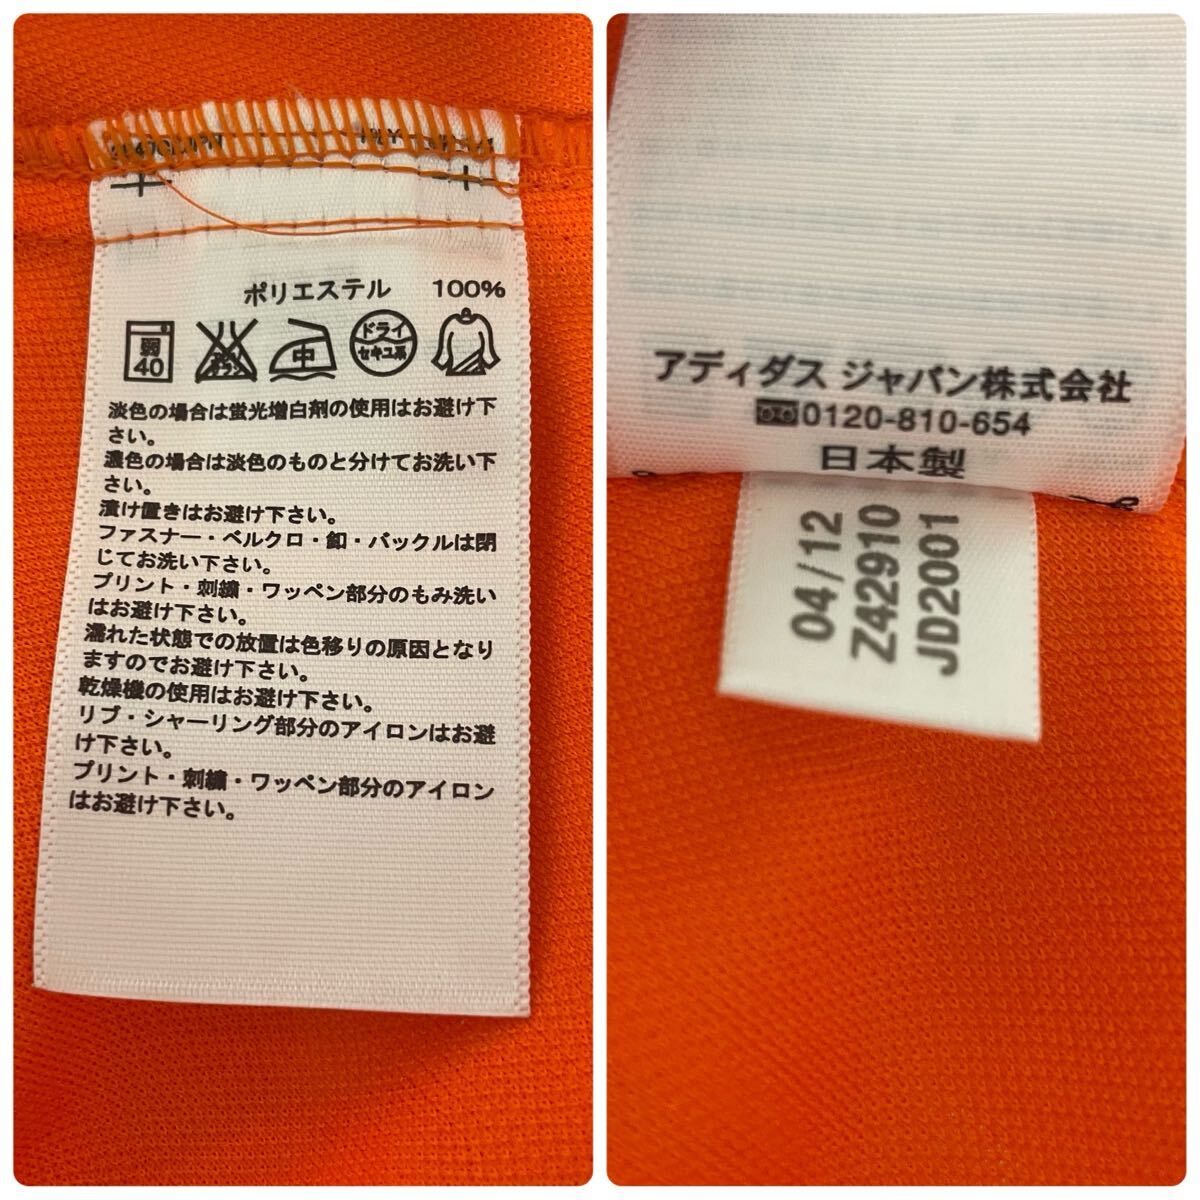 ポリエステル 100%
弱
40
エンソ
サラシ
中
ドライ
セキユ系
淡色の場合は蛍光増白剤の使用はお避け下
さい。
濃色の場合は淡色のものと分けてお洗い下
さい。
漬け置きはお避け下さい。
ファスナー・ベルクロ・釦・バックルは閉
じてお洗い下さい。
プリント・刺繍・ワッペン部分のもみ洗い
はお避け下さい。
濡れた状態での放置は色移りの原因となり
ますのでお避け下さい。
乾燥機の使用はお避け下さい。
リブ・シャーリング部分のアイロンはお避
け下さい。
プリント・刺繍・ワッペン部分のアイロン
はお避け下さい。
アディダス ジャパン株式会社
0120-810-654
日本製
04/12
Z42910
JD2001